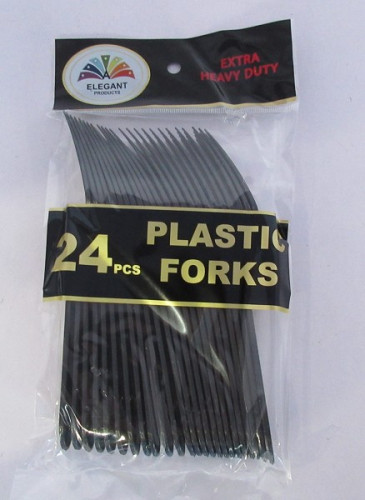 ELEGANT
PRODUCTS
EXTRA
HEAVY DUTY
24 PCS
PLASTIC
FORKS